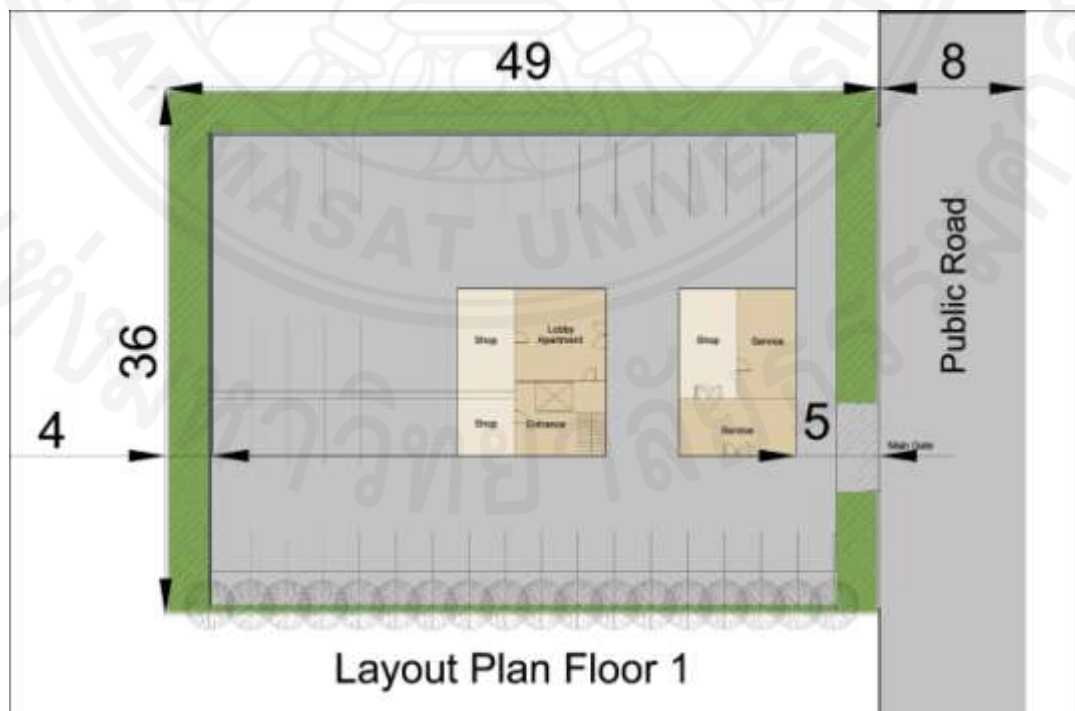 49
8
36
4
5
Public Road
Shop
Lobby
Apartment
Shop
Service
Shop
Entrance
Service
Main Gate
Layout Plan Floor 1